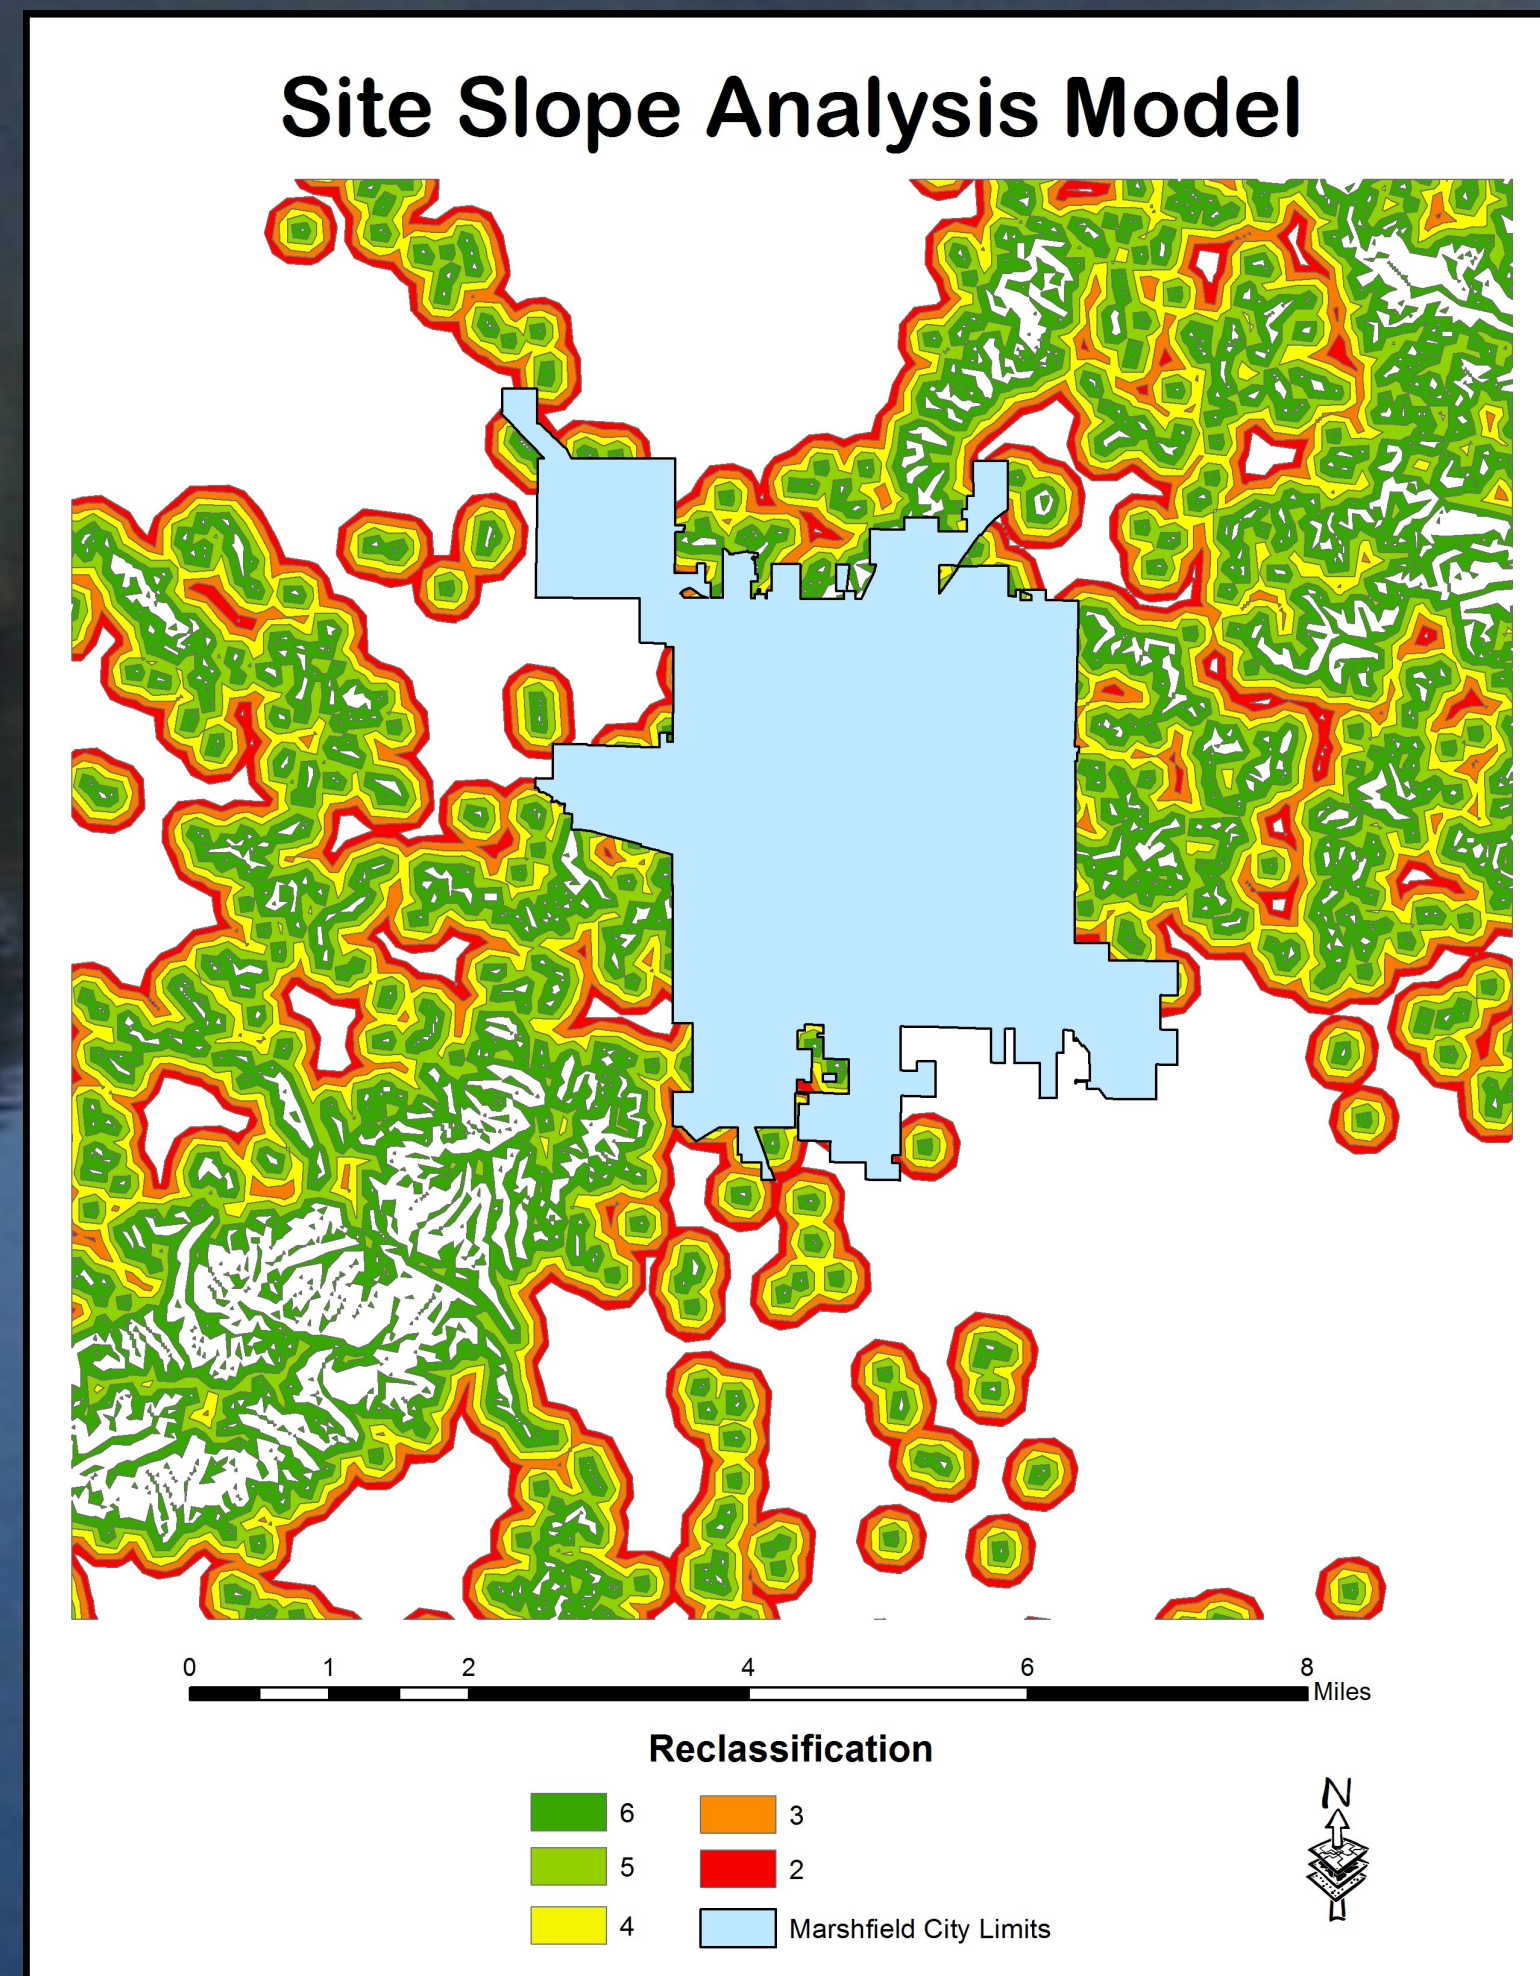 Site Slope Analysis Model
0 1 2 4 6 8
Miles
Reclassification
6 3
5 2
4 Marshfield City Limits
N